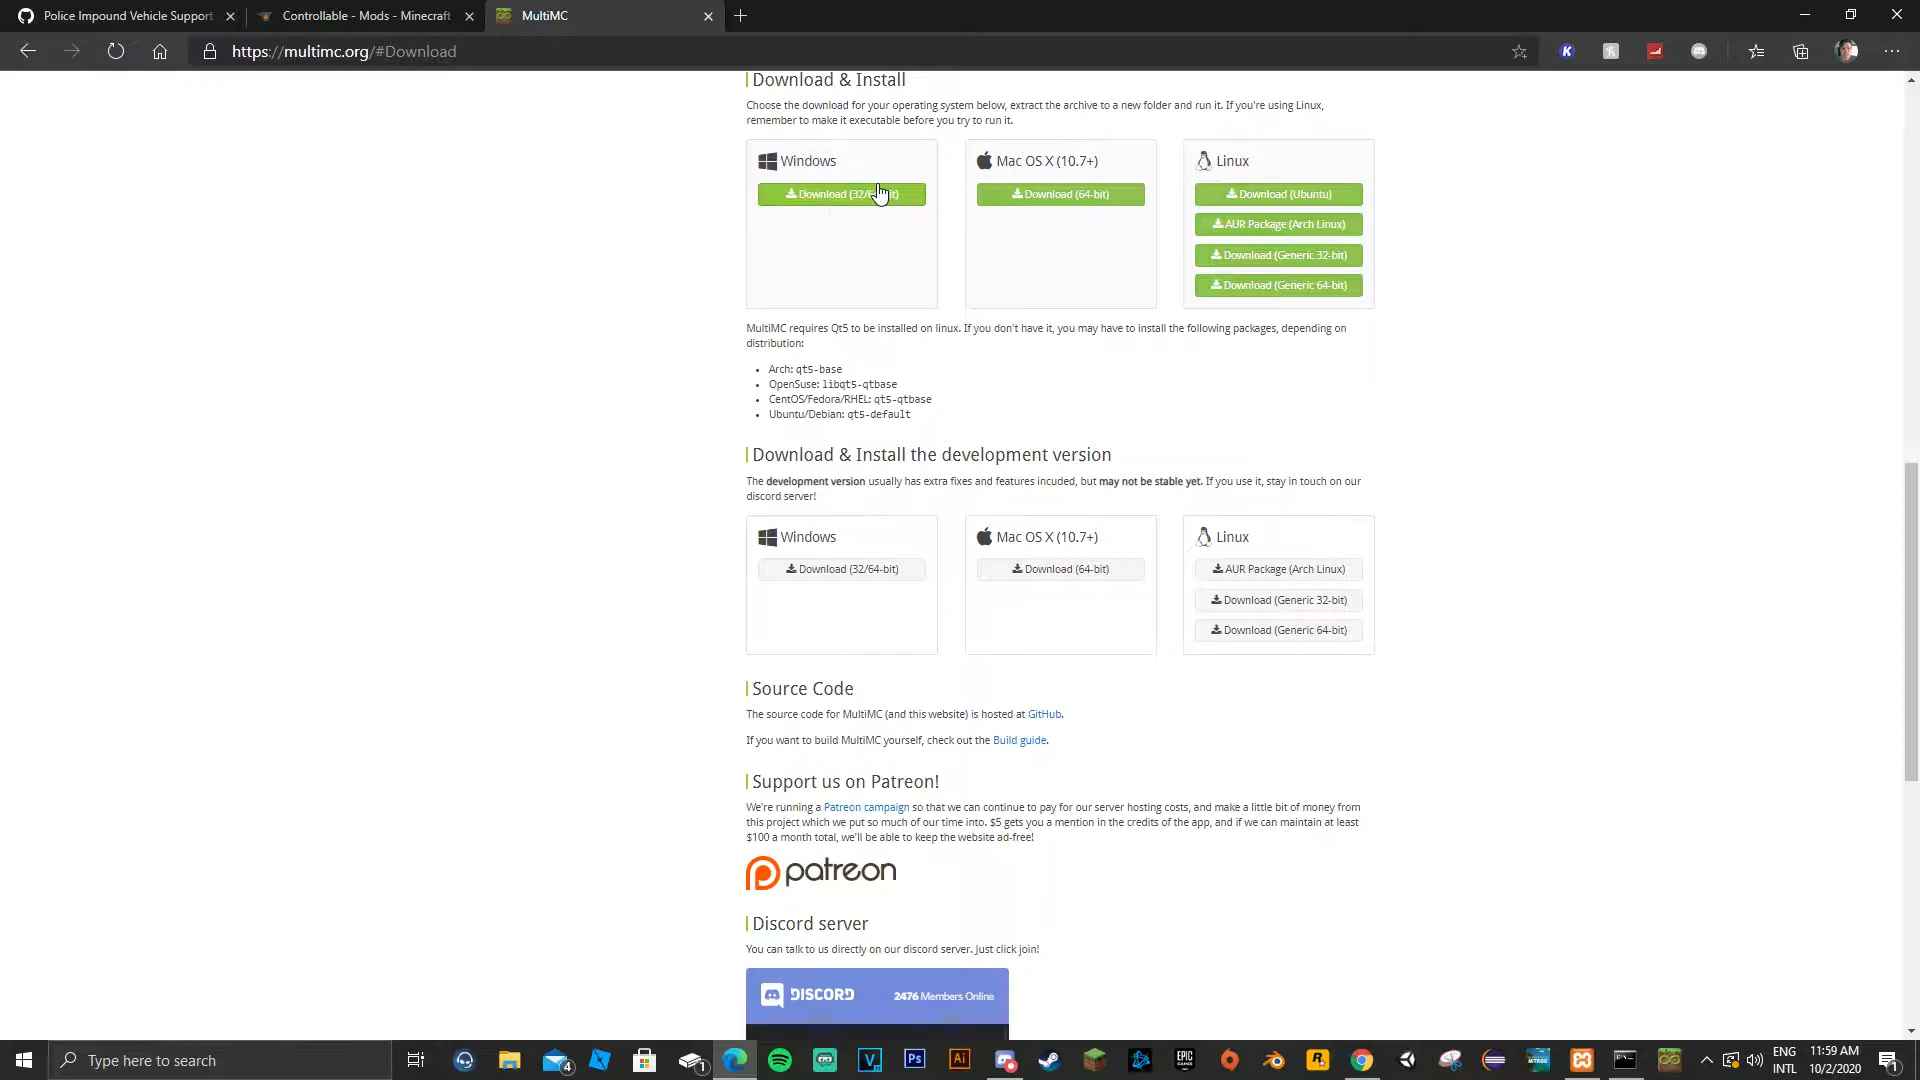 Police Impound Vehicle Support
Controllable - Mods - Minecraft
MultiMC
https://multimc.org/#Download
Download & Install
Choose the download for your operating system below, extract the archive to a new folder and run it. If you're using Linux,
remember to make it executable before you try to run it.
Windows
Mac OS X (10.7+)
Linux
Download (32/6
Download (64-bit)
Download (Ubuntu)
AUR Package (Arch Linux)
Download (Generic 32-bit)
Download (Generic 64-bit)
MultiMC requires Qt5 to be installed on linux. If you don't have it, you may have to install the following packages, depending on
distribution:
• Arch: qt5-base
• OpenSuse: libqt5-qtbase
• CentOS/Fedora/RHEL: qt5-qtbase
• Ubuntu/Debian: qt5-default
Download & Install the development version
The development version usually has extra fixes and features incuded, but may not be stable yet. If you use it, stay in touch on our
discord server!
Windows
Mac OS X (10.7+)
Linux
Download (32/64-bit)
Download (64-bit)
AUR Package (Arch Linux)
Download (Generic 32-bit)
Download (Generic 64-bit)
Source Code
The source code for MultiMC (and this website) is hosted at GitHub.
If you want to build MultiMC yourself, check out the Build guide.
Support us on Patreon!
We're running a Patreon campaign so that we can continue to pay for our server hosting costs, and make a little bit of money from
this project which we put so much of our time into. $5 gets you a mention in the credits of the app, and if we can maintain at least
$100 a month total, we'll be able to keep the website ad-free!
patreon
Discord server
You can talk to us directly on our discord server. Just click join!
DISCORD
2476 Members Online
Type here to search
4
1
V
Ps
Ai
EPIC
GAMES
R
ENG
INTL
11:59 AM
10/2/2020
1